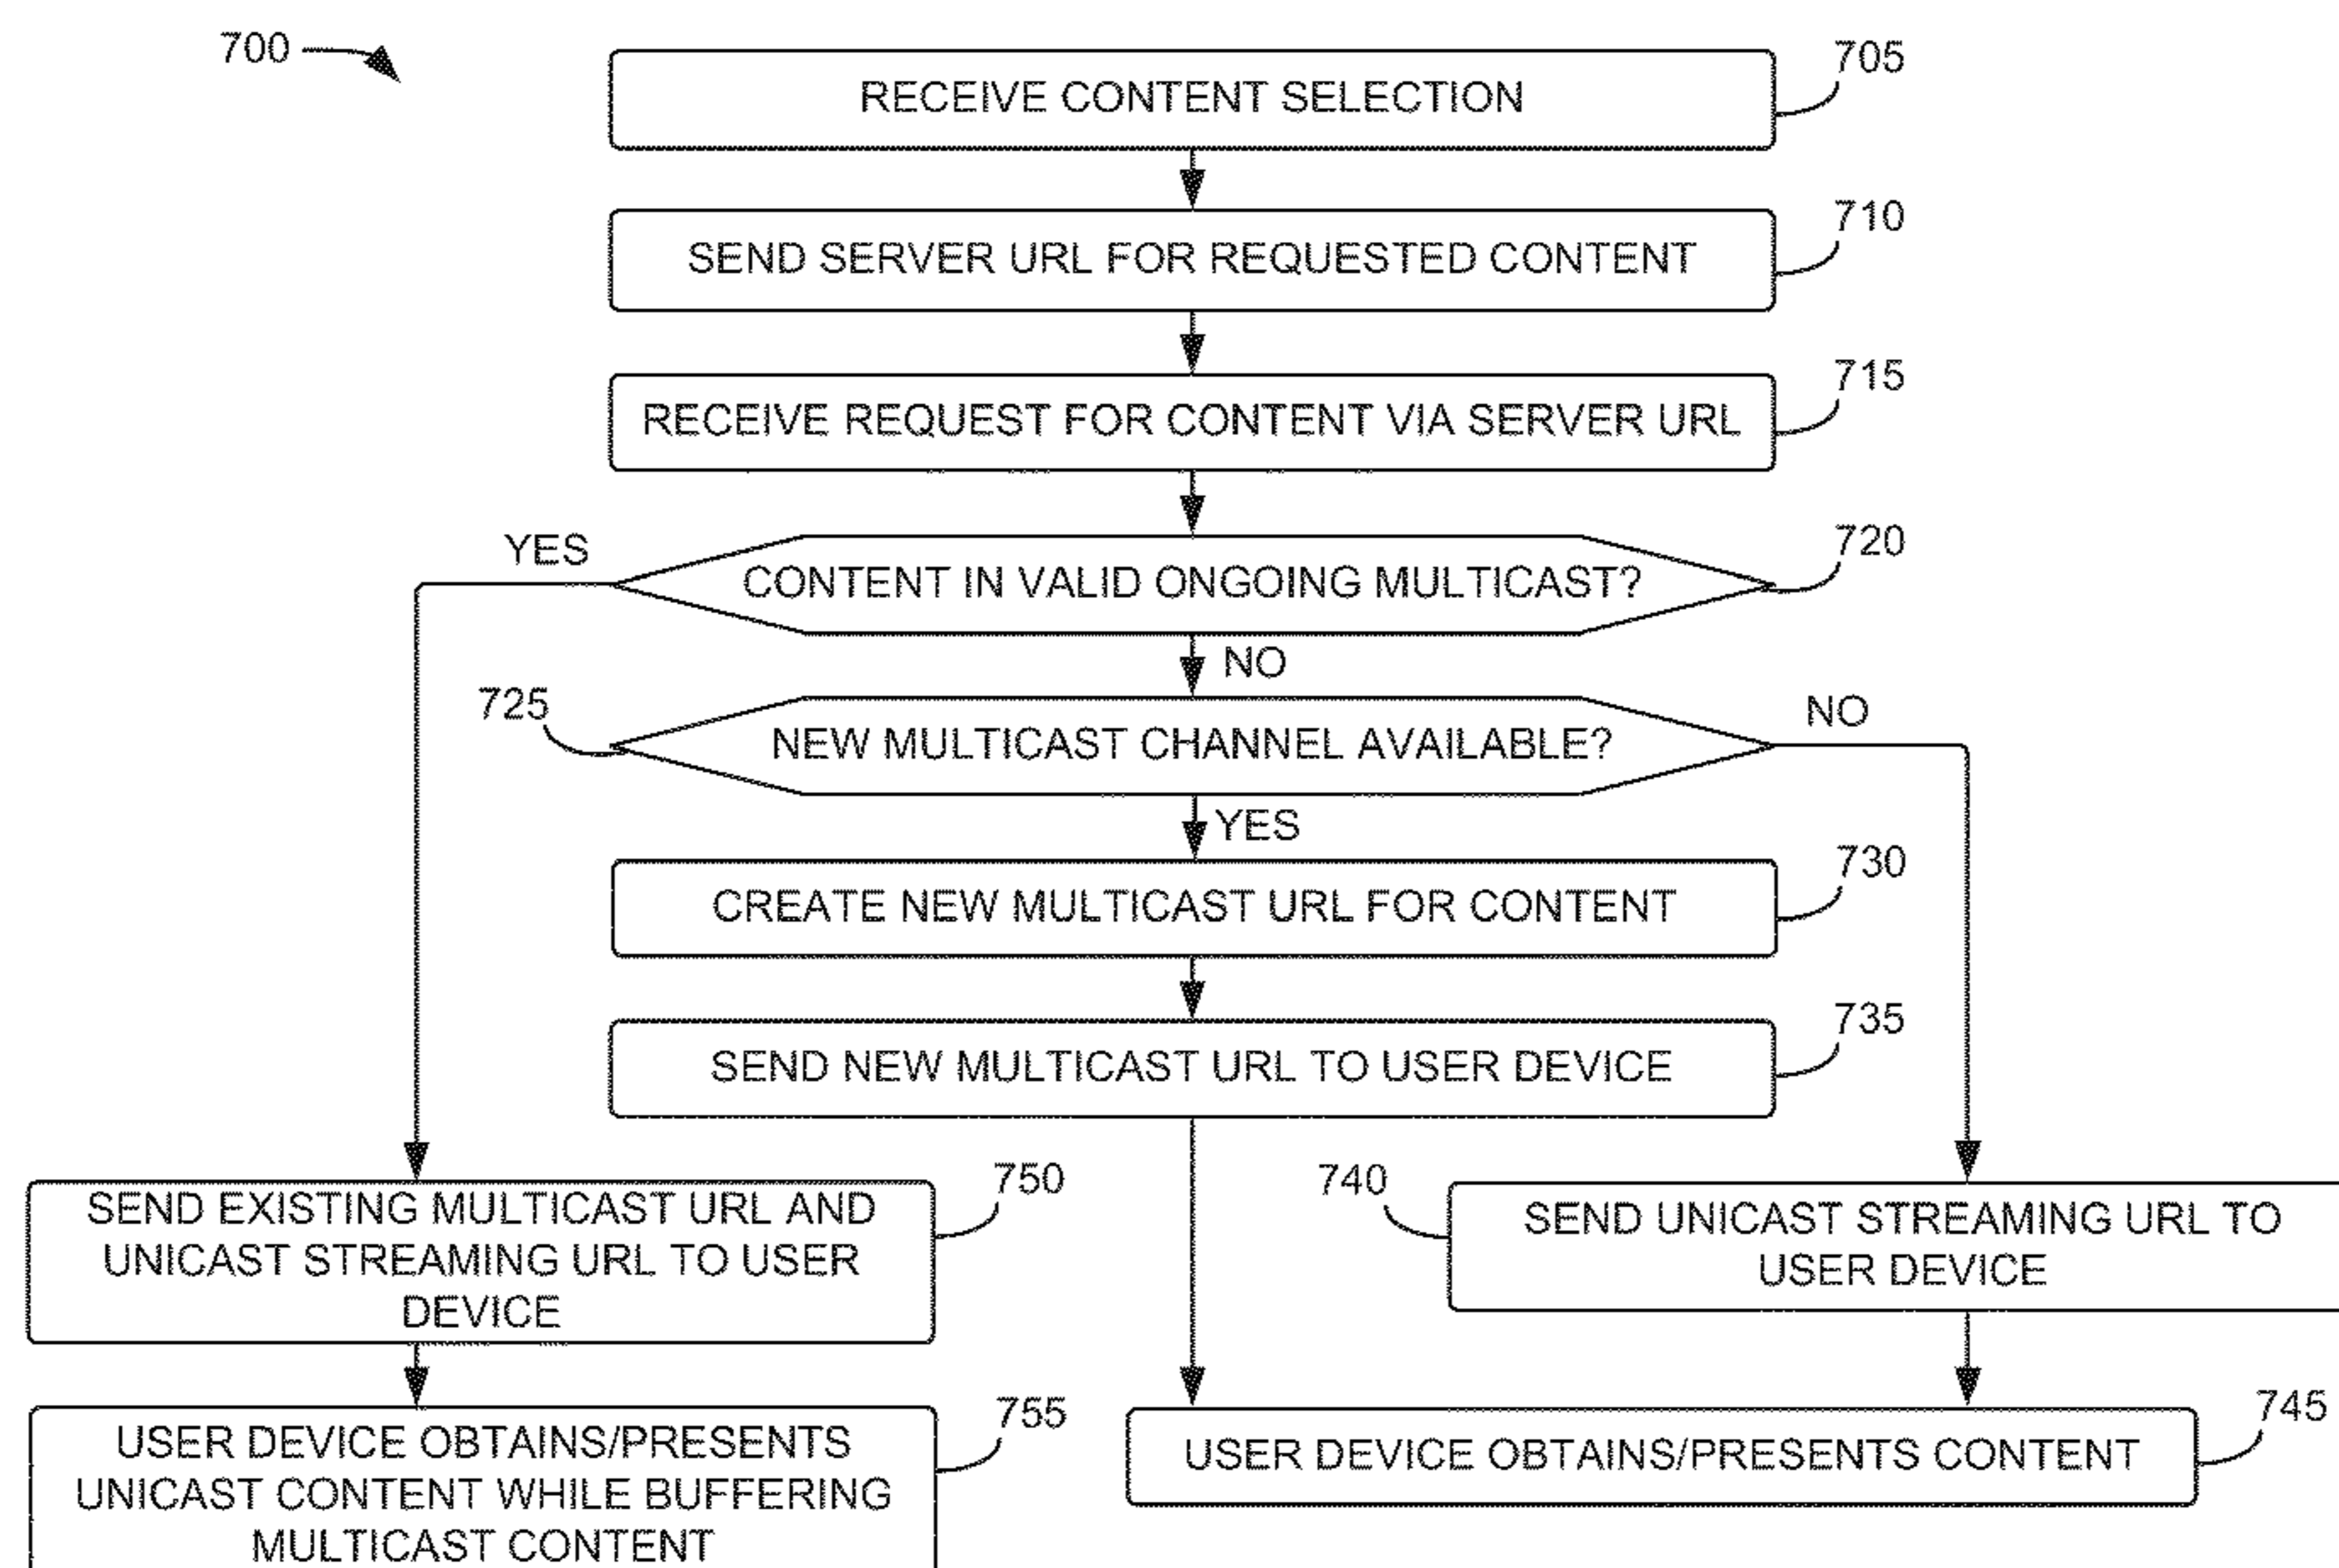 700
705
RECEIVE CONTENT SELECTION
710
SEND SERVER URL FOR REQUESTED CONTENT
715
RECEIVE REQUEST FOR CONTENT VIA SERVER URL
720
YES
CONTENT IN VALID ONGOING MULTICAST?
NO
725
NO
NEW MULTICAST CHANNEL AVAILABLE?
YES
730
CREATE NEW MULTICAST URL FOR CONTENT
735
SEND NEW MULTICAST URL TO USER DEVICE
750
SEND EXISTING MULTICAST URL AND
UNICAST STREAMING URL TO USER
DEVICE
740
SEND UNICAST STREAMING URL TO
USER DEVICE
755
USER DEVICE OBTAINS/PRESENTS
UNICAST CONTENT WHILE BUFFERING
MULTICAST CONTENT
745
USER DEVICE OBTAINS/PRESENTS CONTENT